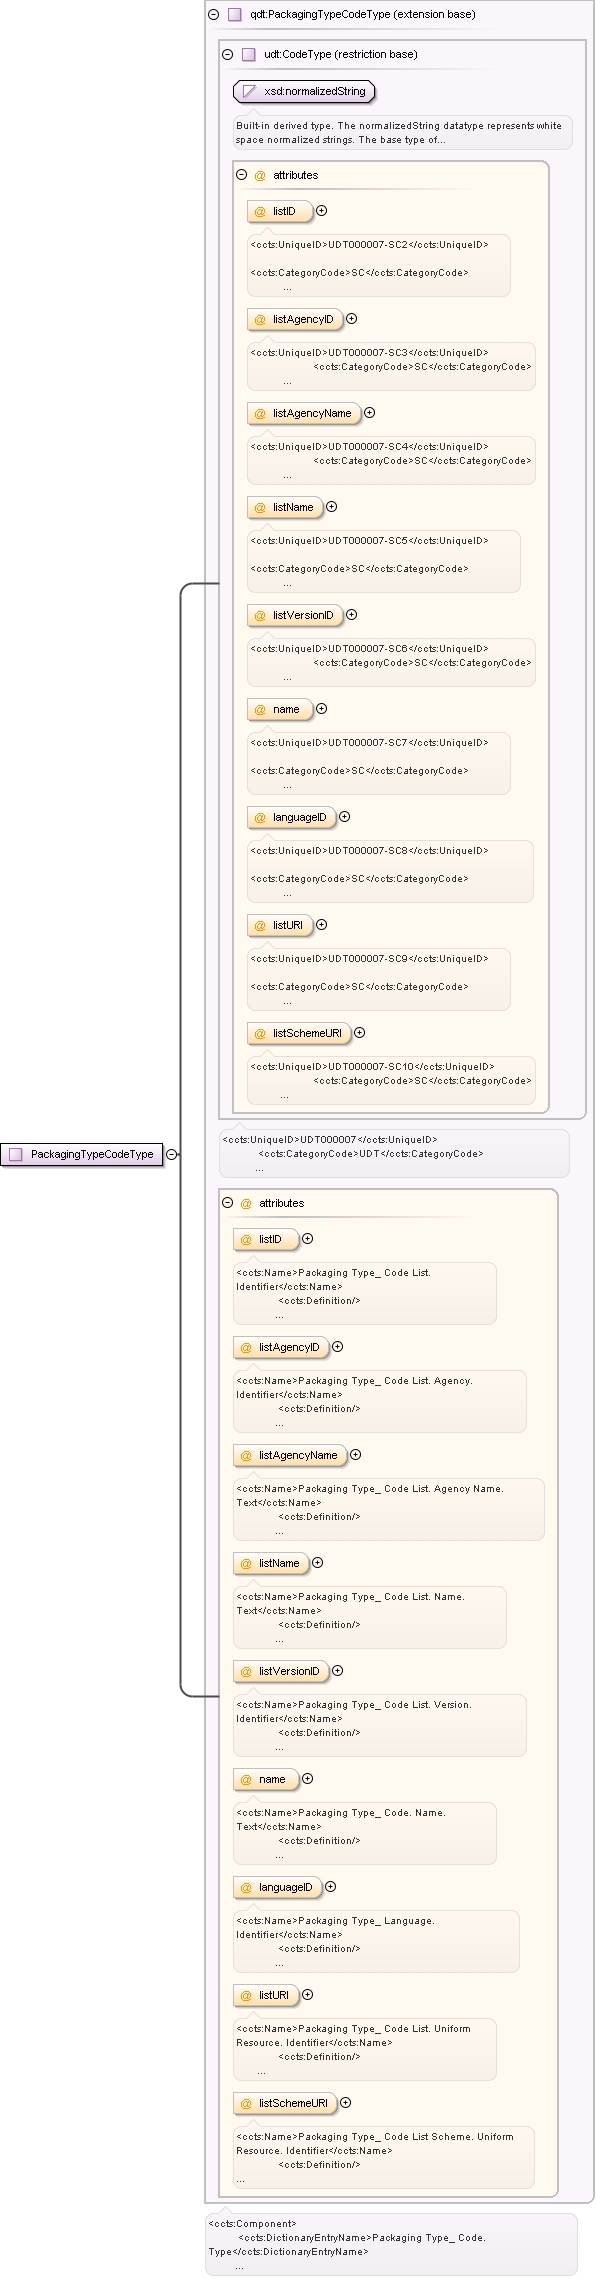 qdt:PackagingTypeCodeType (extension base)
udt:CodeType (restriction base)
xsd:normalizedString
Built-in derived type. The normalizedString datatype represents white
space normalized strings. The base type of...
@ attributes
@ listID
<ccts:UniqueID>UDT000007-SC2</ccts:UniqueID>
<ccts:CategoryCode>SC</ccts:CategoryCode>
...
@ listAgencyID
<ccts:UniqueID>UDT000007-SC3</ccts:UniqueID>
<ccts:CategoryCode>SC</ccts:CategoryCode>
...
@ listAgencyName
<ccts:UniqueID>UDT000007-SC4</ccts:UniqueID>
<ccts:CategoryCode>SC</ccts:CategoryCode>
...
@ listName
<ccts:UniqueID>UDT000007-SC5</ccts:UniqueID>
<ccts:CategoryCode>SC</ccts:CategoryCode>
...
@ listVersionID
<ccts:UniqueID>UDT000007-SC6</ccts:UniqueID>
<ccts:CategoryCode>SC</ccts:CategoryCode>
...
@ name
<ccts:UniqueID>UDT000007-SC7</ccts:UniqueID>
<ccts:CategoryCode>SC</ccts:CategoryCode>
...
@ languageID
<ccts:UniqueID>UDT000007-SC8</ccts:UniqueID>
<ccts:CategoryCode>SC</ccts:CategoryCode>
...
@ listURI
<ccts:UniqueID>UDT000007-SC9</ccts:UniqueID>
<ccts:CategoryCode>SC</ccts:CategoryCode>
...
@ listSchemeURI
<ccts:UniqueID>UDT000007-SC10</ccts:UniqueID>
<ccts:CategoryCode>SC</ccts:CategoryCode>
...
PackagingTypeCodeType
<ccts:UniqueID>UDT000007</ccts:UniqueID>
<ccts:CategoryCode>UDT</ccts:CategoryCode>
...
@ attributes
@ listID
<ccts:Name>Packaging Type_ Code List.
Identifier</ccts:Name>
<ccts:Definition/>
...
@ listAgencyID
<ccts:Name>Packaging Type_ Code List. Agency.
Identifier</ccts:Name>
<ccts:Definition/>
...
@ listAgencyName
<ccts:Name>Packaging Type_ Code List. Agency Name.
Text</ccts:Name>
<ccts:Definition/>
...
@ listName
<ccts:Name>Packaging Type_ Code List. Name.
Text</ccts:Name>
<ccts:Definition/>
...
@ listVersionID
<ccts:Name>Packaging Type_ Code List. Version.
Identifier</ccts:Name>
<ccts:Definition/>
...
@ name
<ccts:Name>Packaging Type_ Code. Name.
Text</ccts:Name>
<ccts:Definition/>
...
@ languageID
<ccts:Name>Packaging Type_ Language.
Identifier</ccts:Name>
<ccts:Definition/>
...
@ listURI
<ccts:Name>Packaging Type_ Code List. Uniform
Resource. Identifier</ccts:Name>
<ccts:Definition/>
...
@ listSchemeURI
<ccts:Name>Packaging Type_ Code List Scheme. Uniform
Resource. Identifier</ccts:Name>
<ccts:Definition/>
...
<ccts:Component>
<ccts:DictionaryEntryName>Packaging Type_ Code.
Type</ccts:DictionaryEntryName>
...